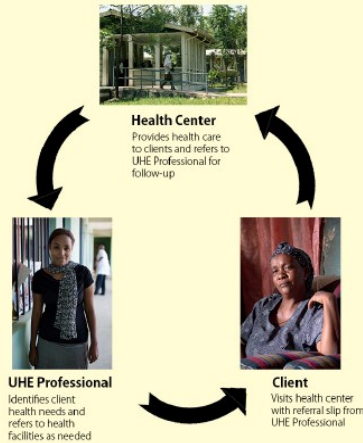 Health Center
Provides health care
to clients and refers to
UHE Professional for
follow-up
UHE Professional
Identifies client
health needs and
refers to health
facilities as needed
Client
Visits health center
with referral slip from
UHE Professional